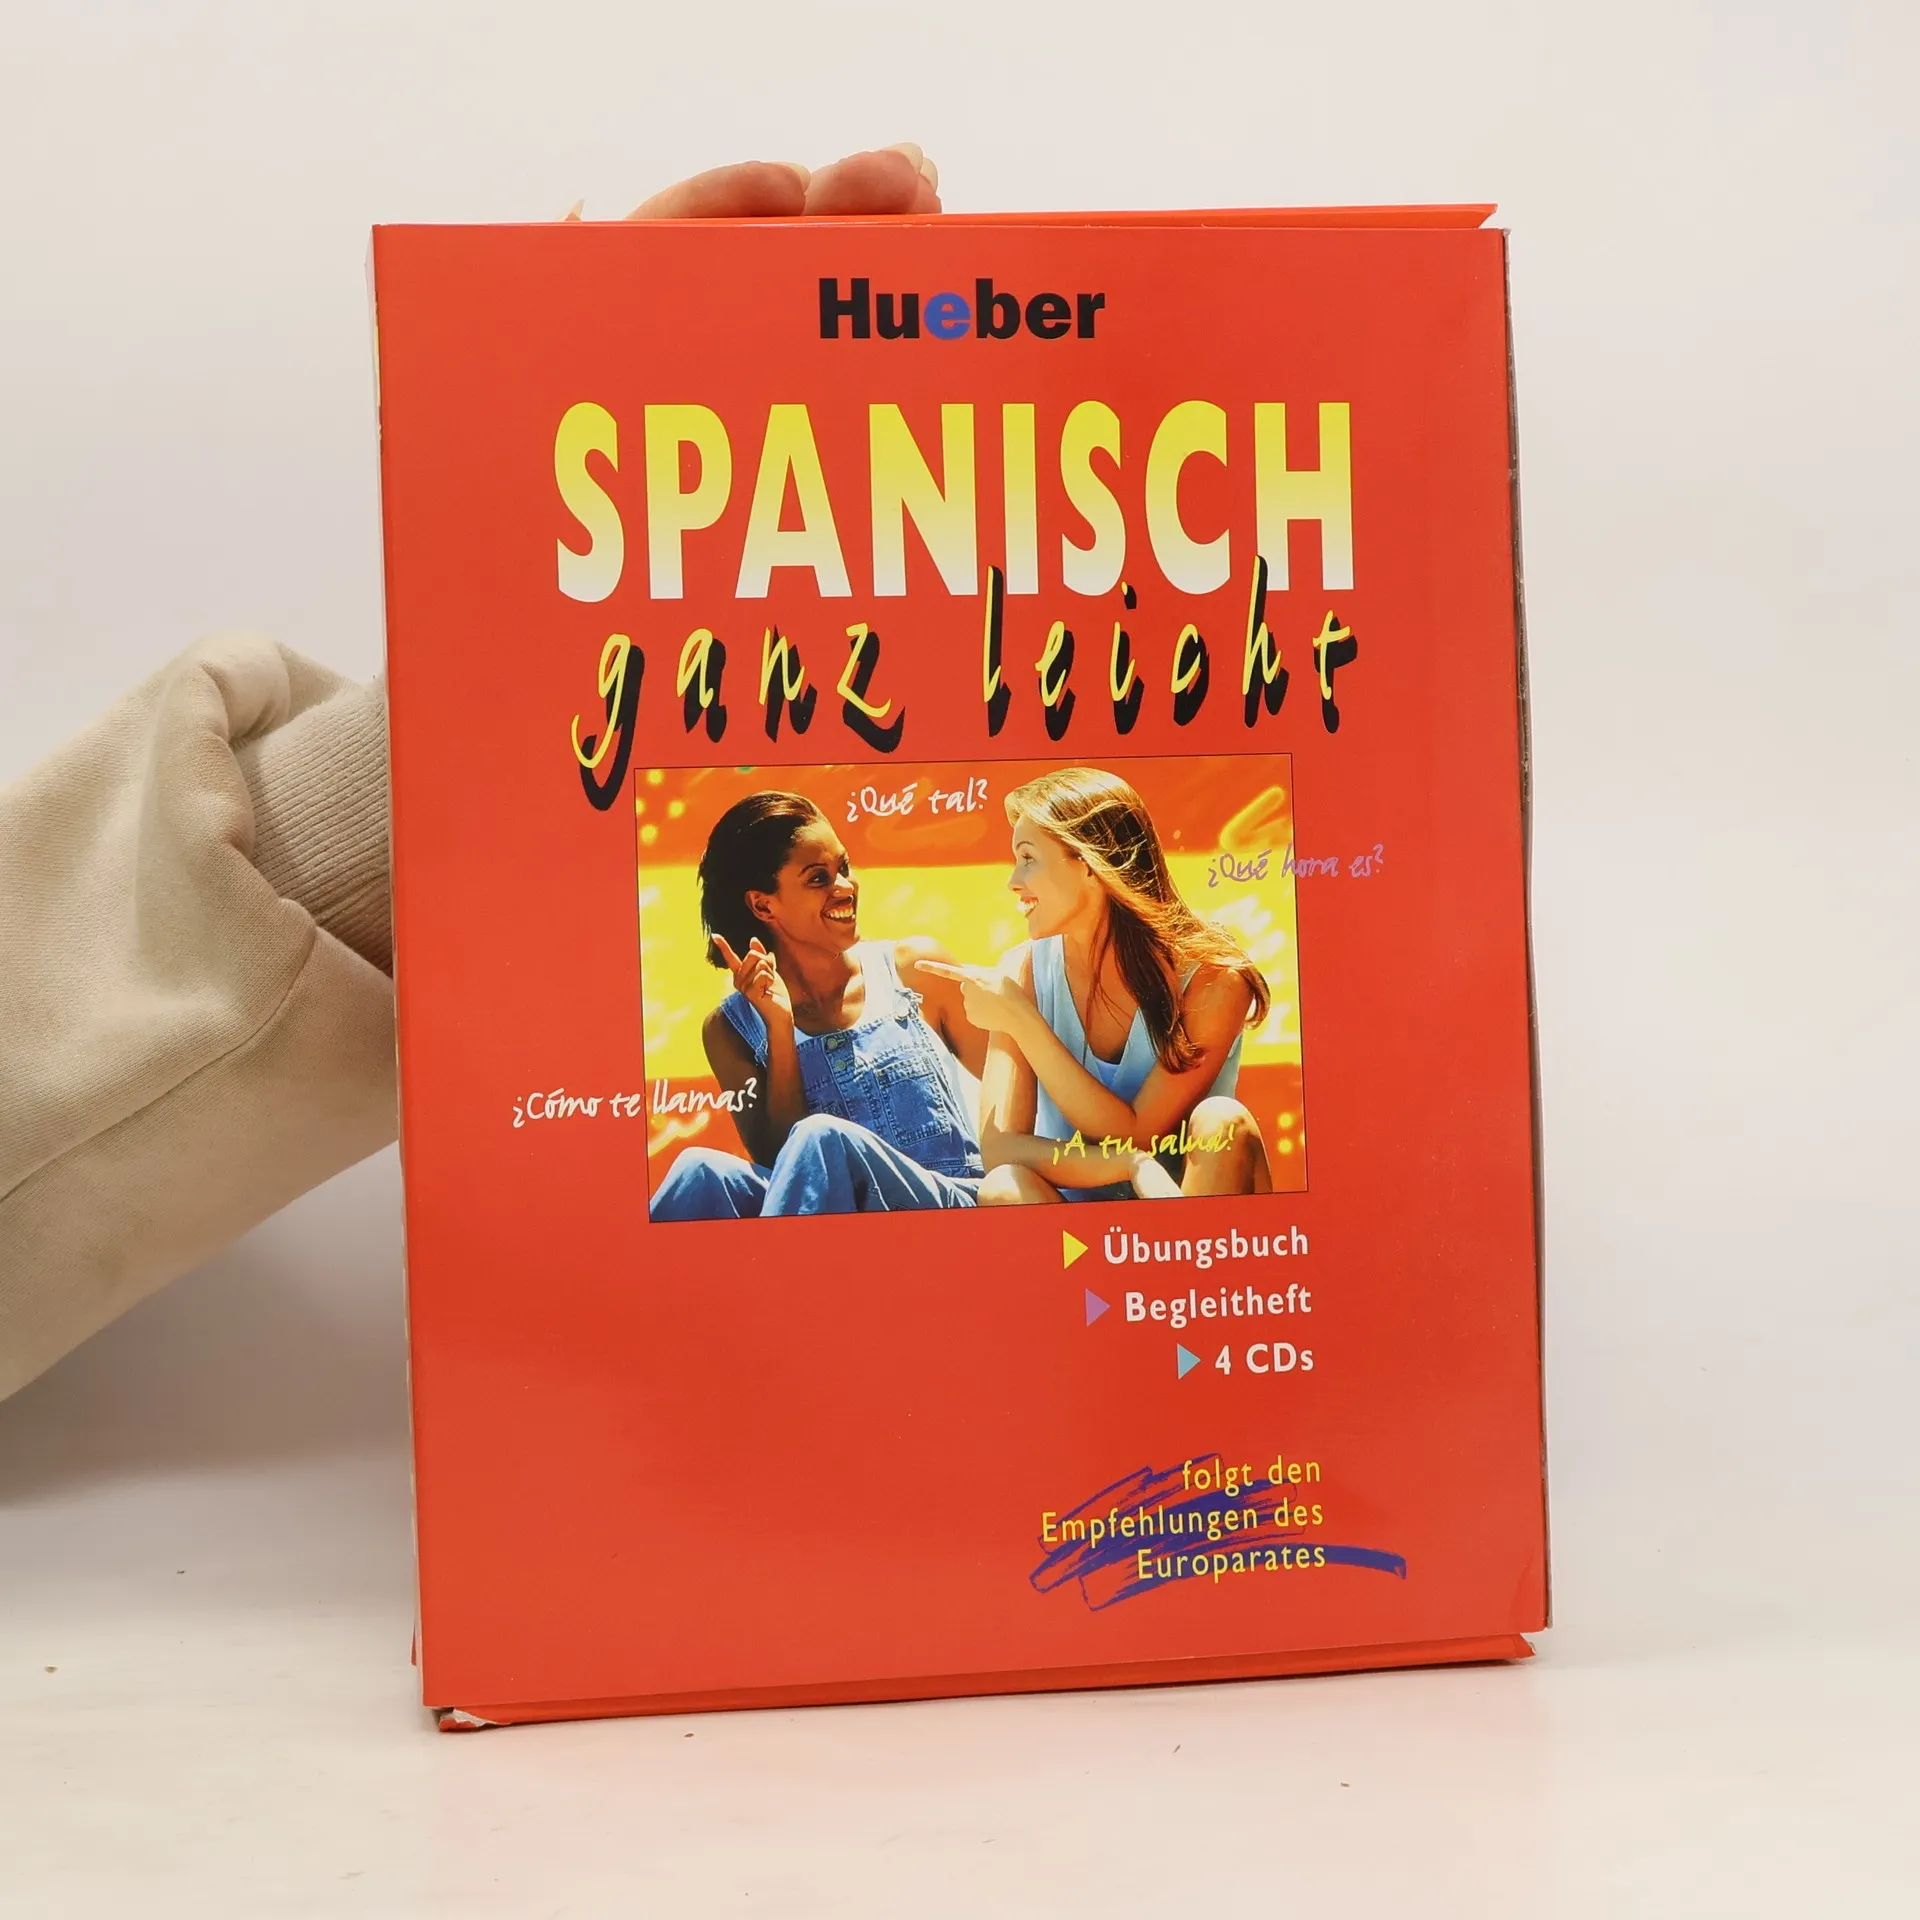 Hueber
SPANISCH
ganz leicht
¿Qué tal?
¿Qué hora es?
¿Cómo te llamas?
¡A tu salud!
Übungsbuch
Begleitheft
4 CDs
folgt den
Empfehlungen des
Europarates